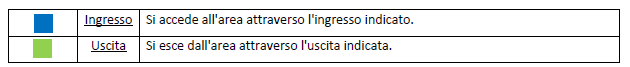 Ingresso Si accede all'area attraverso l'ingresso indicato.
Uscita Si esce dall'area attraverso l'uscita indicata.